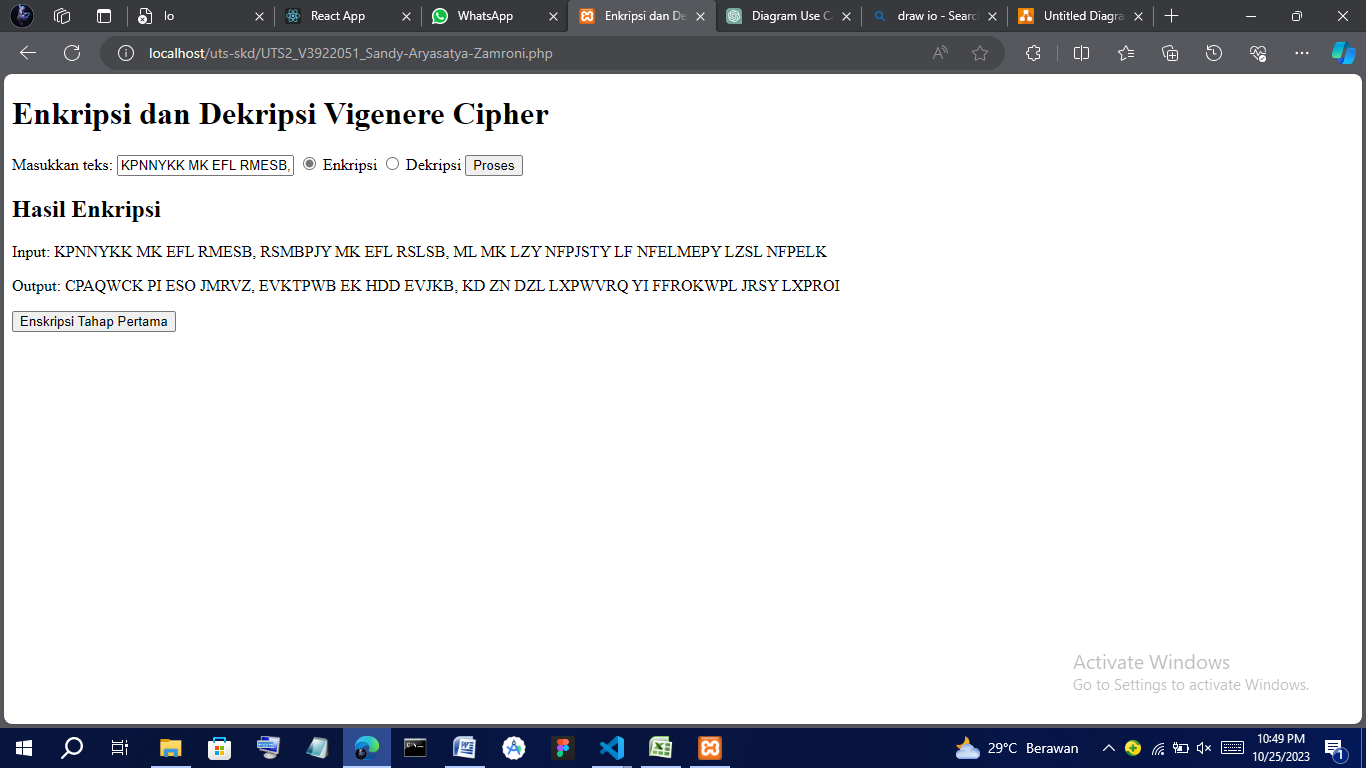 lo
React App
WhatsApp
Enkripsi dan De
Diagram Use Ca
draw io - Searc
Untitled Diagra
localhost/uts-skd/UTS2_V3922051_Sandy-Aryasatya-Zamroni.php
Enkripsi dan Dekripsi Vigenere Cipher
Masukkan teks: KPNNYKK MK EFL RMESB, Enkripsi Dekripsi Proses
Hasil Enkripsi
Input: KPNNYKK MK EFL RMESB, RSMBPJY MK EFL RSLSB, ML MK LZY NFPJSTY LF NFELMEPY LZSL NFPELK
Output: CPAQWCK PI ESO JMRVZ, EVKTPWB EK HDD EVJKB, KD ZN DZL LXPWVRQ YI FFROKWPL JRSY LXPROI
Enskripsi Tahap Pertama
Activate Windows
Go to Settings to activate Windows.
29°C Berawan
10:49 PM
10/25/2023
1